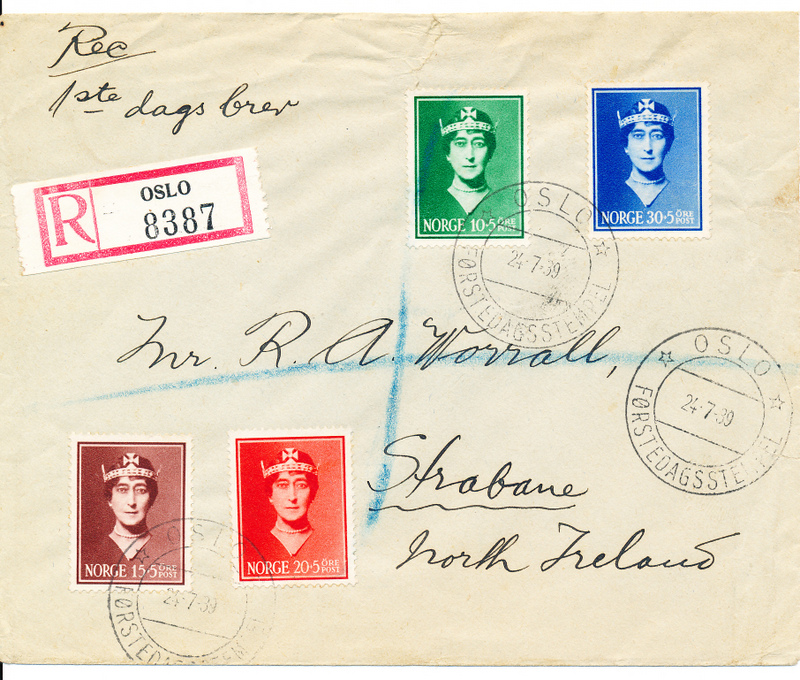 Rec
1ste dags brev
R
OSLO
8387
NORGE 10+5 ØRE POST
NORGE 30+5 ØRE POST
OSLO
24·7·39
FØRSTEDAGSSTEMPEL
Mr. R. A. Worrall,
OSLO
24·7·39
FØRSTEDAGSSTEMPEL
Strabane
North Ireland
NORGE 15+5 ØRE POST
NORGE 20+5 ØRE POST
OSLO
24·7·39
FØRSTEDAGSSTEMPEL